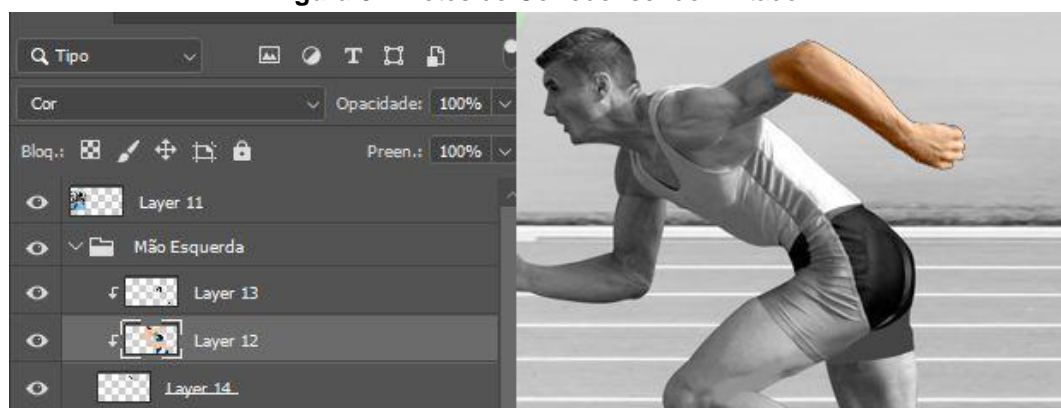 Tipo
T
Cor
Opacidade: 100%
Bloq.:
Preen.: 100%
Layer 11
Mão Esquerda
Layer 13
Layer 12
Layer 14